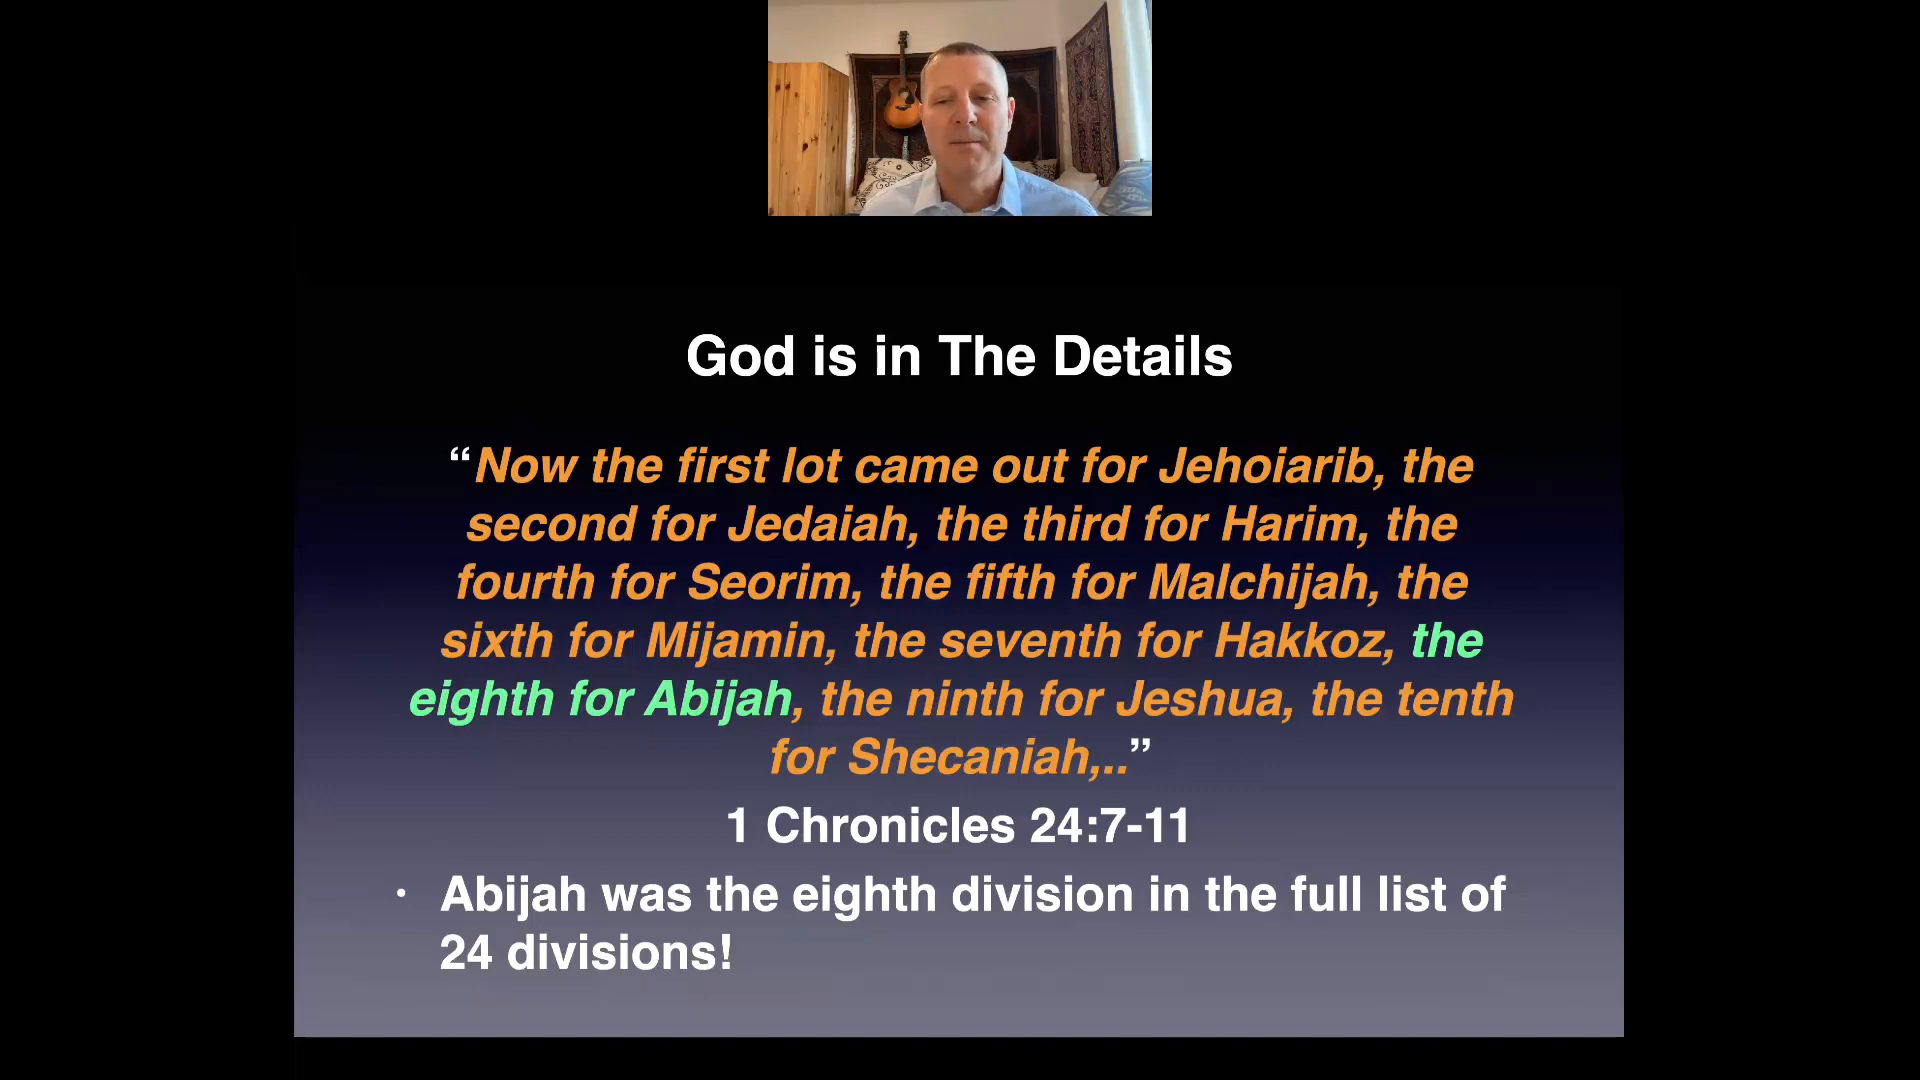 God is in The Details
“Now the first lot came out for Jehoiarib, the
second for Jedaiah, the third for Harim, the
fourth for Seorim, the fifth for Malchijah, the
sixth for Mijamin, the seventh for Hakkoz, the
eighth for Abijah, the ninth for Jeshua, the tenth
for Shecaniah,..”
1 Chronicles 24:7-11
• Abijah was the eighth division in the full list of
24 divisions!